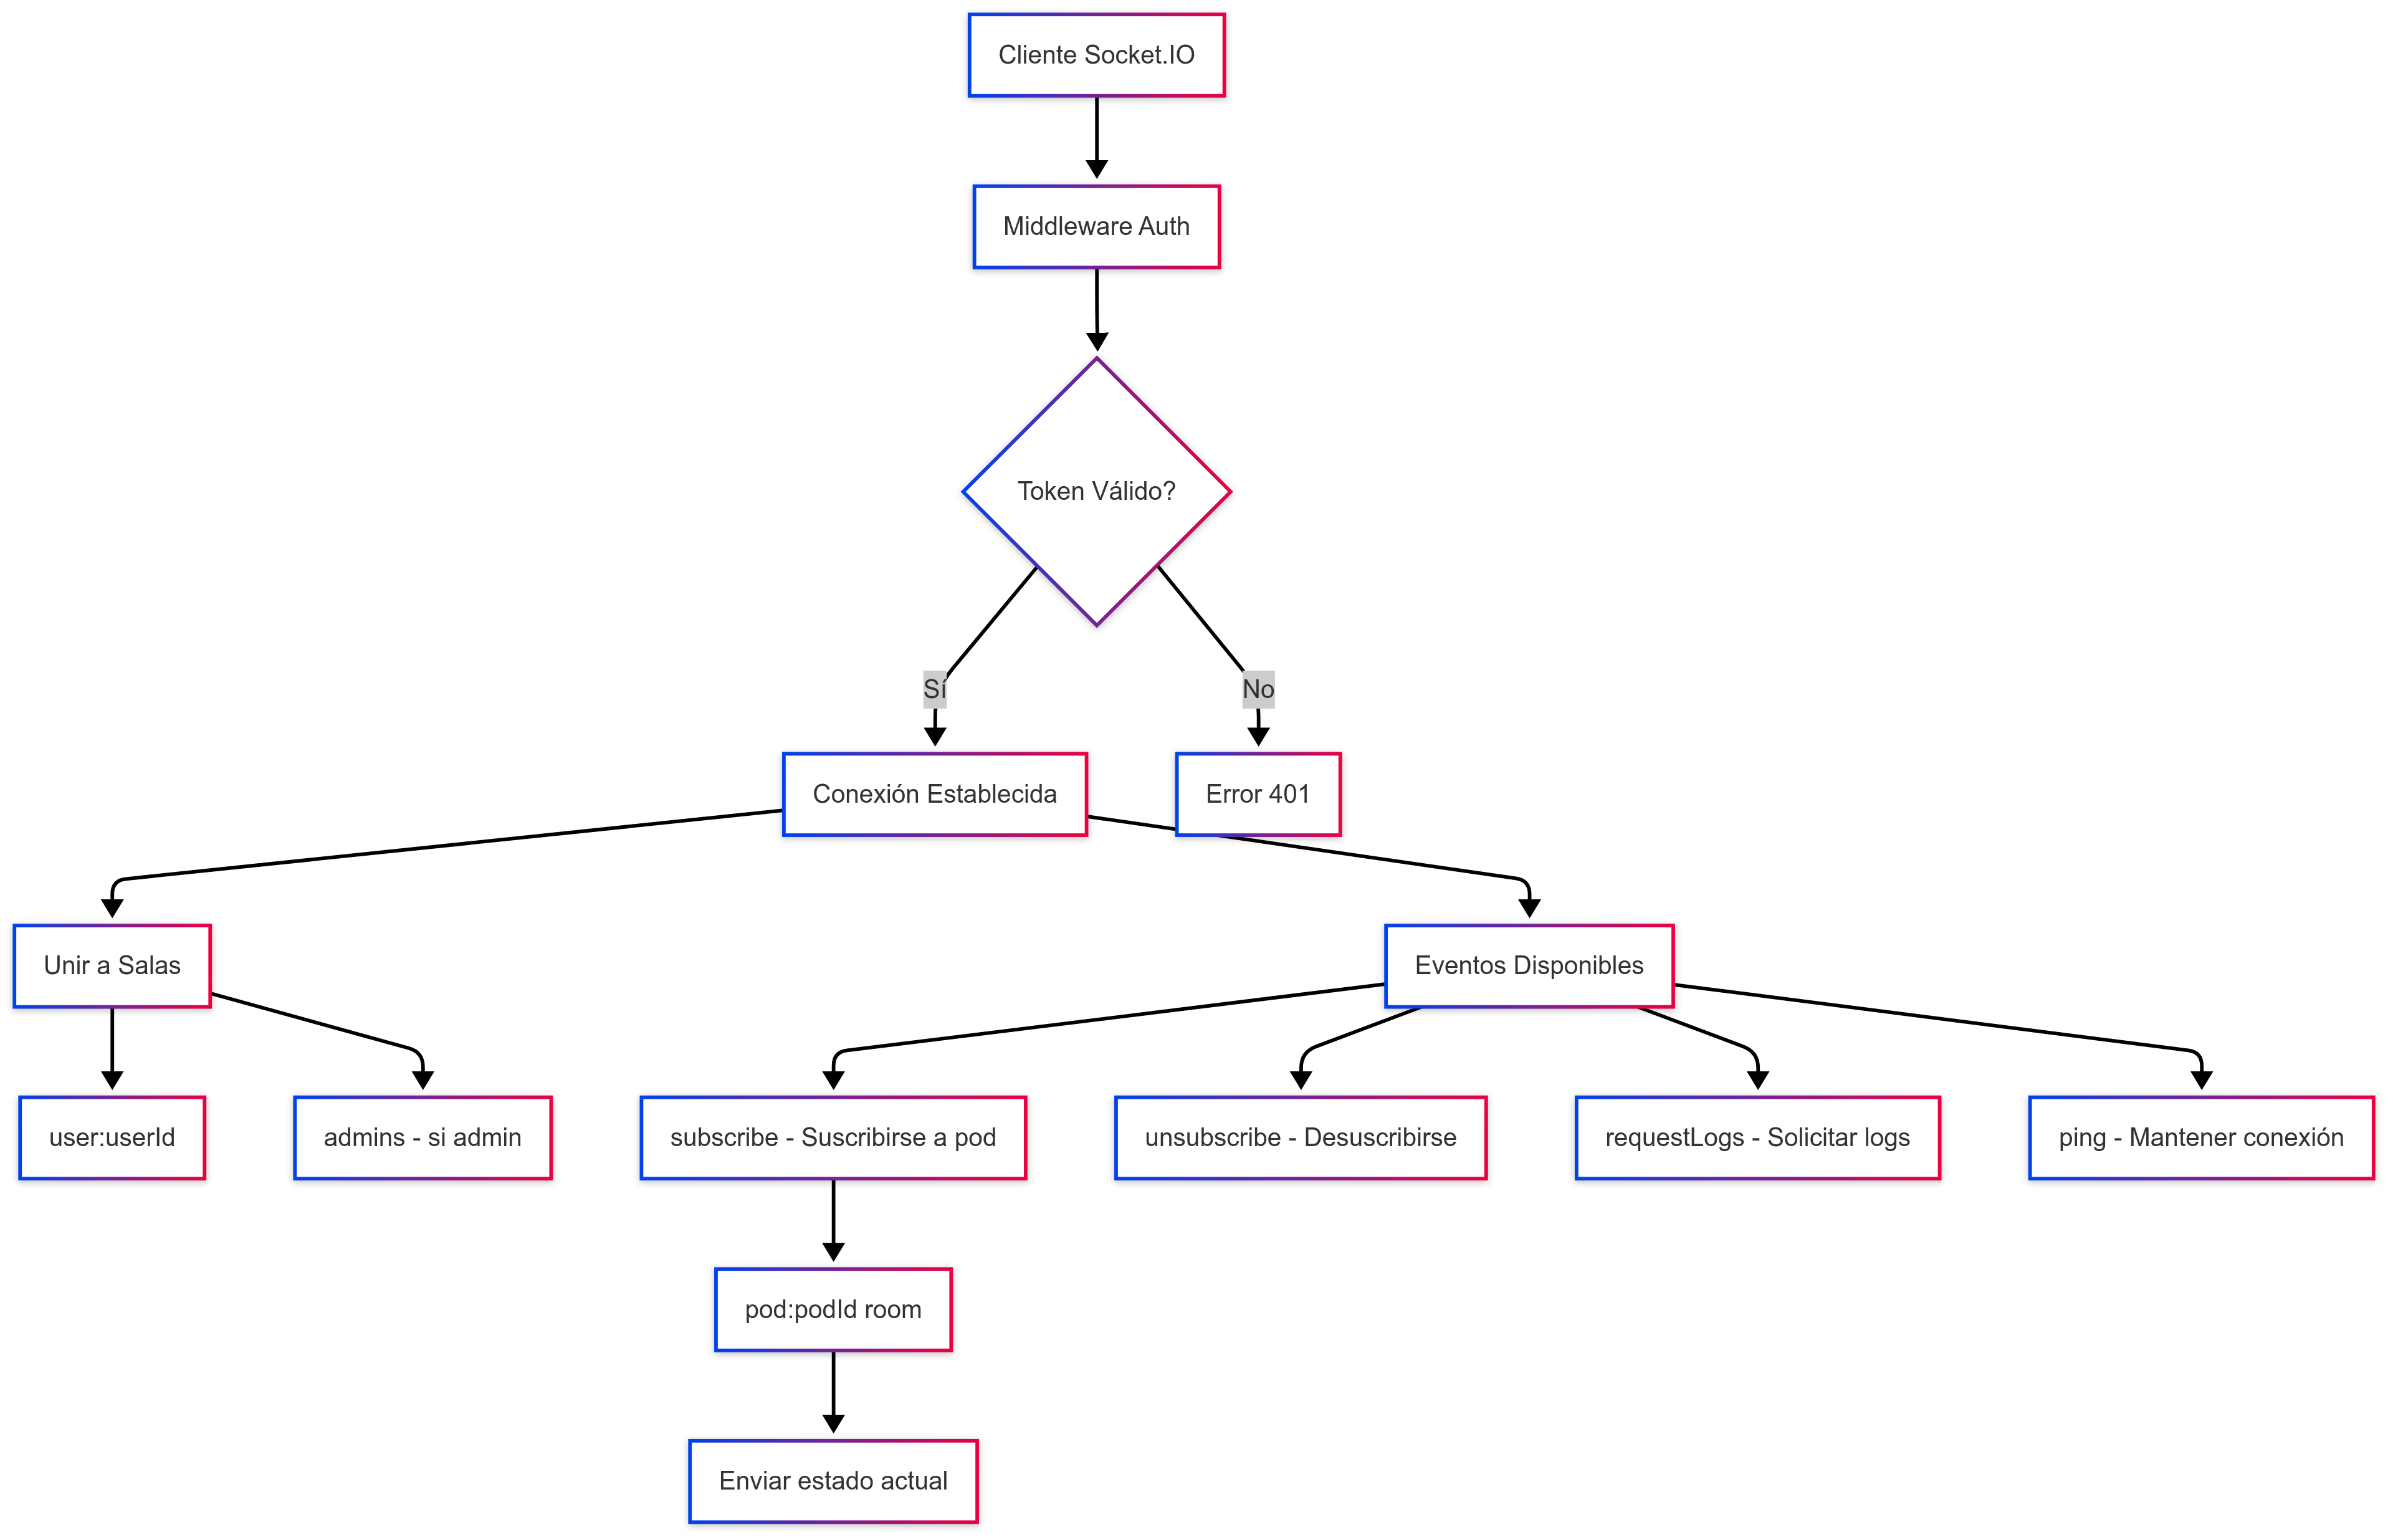 Cliente Socket.IO
Middleware Auth
Token Válido?
Sí
No
Conexión Establecida
Error 401
Unir a Salas
Eventos Disponibles
user:userId
admins - si admin
subscribe - Suscribirse a pod
unsubscribe - Desuscribirse
requestLogs - Solicitar logs
ping - Mantener conexión
pod:podId room
Enviar estado actual